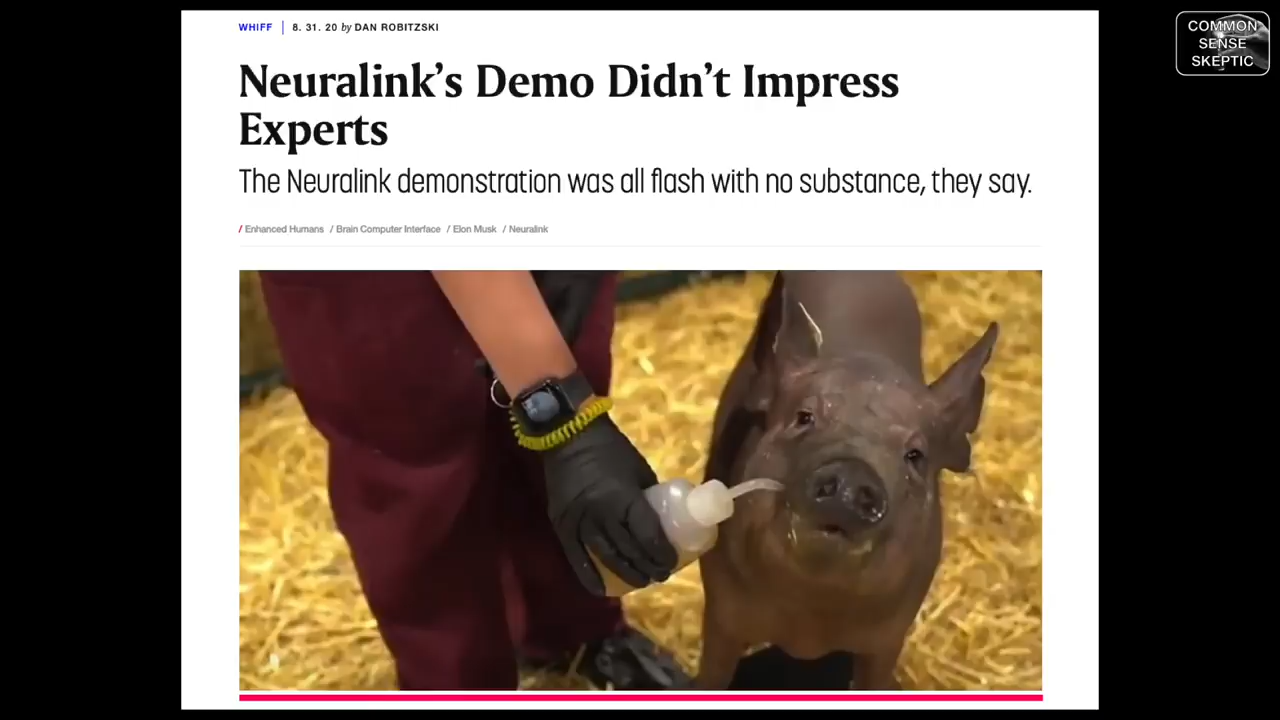 WHIFF | 8. 31. 20 by DAN ROBITZSKI
COMMON
SENSE
SKEPTIC
Neuralink's Demo Didn't Impress
Experts
The Neuralink demonstration was all flash with no substance, they say.
/ Enhanced Humans / Brain Computer Interface / Elon Musk / Neuralink